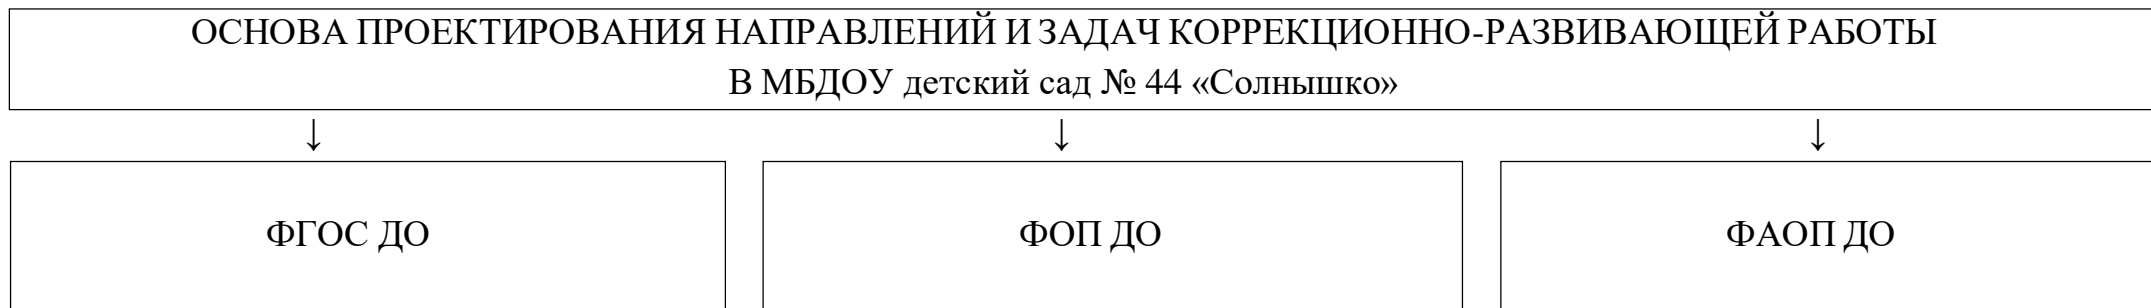 ОСНОВА ПРОЕКТИРОВАНИЯ НАПРАВЛЕНИЙ И ЗАДАЧ КОРРЕКЦИОННО-РАЗВИВАЮЩЕЙ РАБОТЫ
В МБДОУ детский сад № 44 «Солнышко»
↓ ↓ ↓
ФГОС ДО ФОП ДО ФАОП ДО